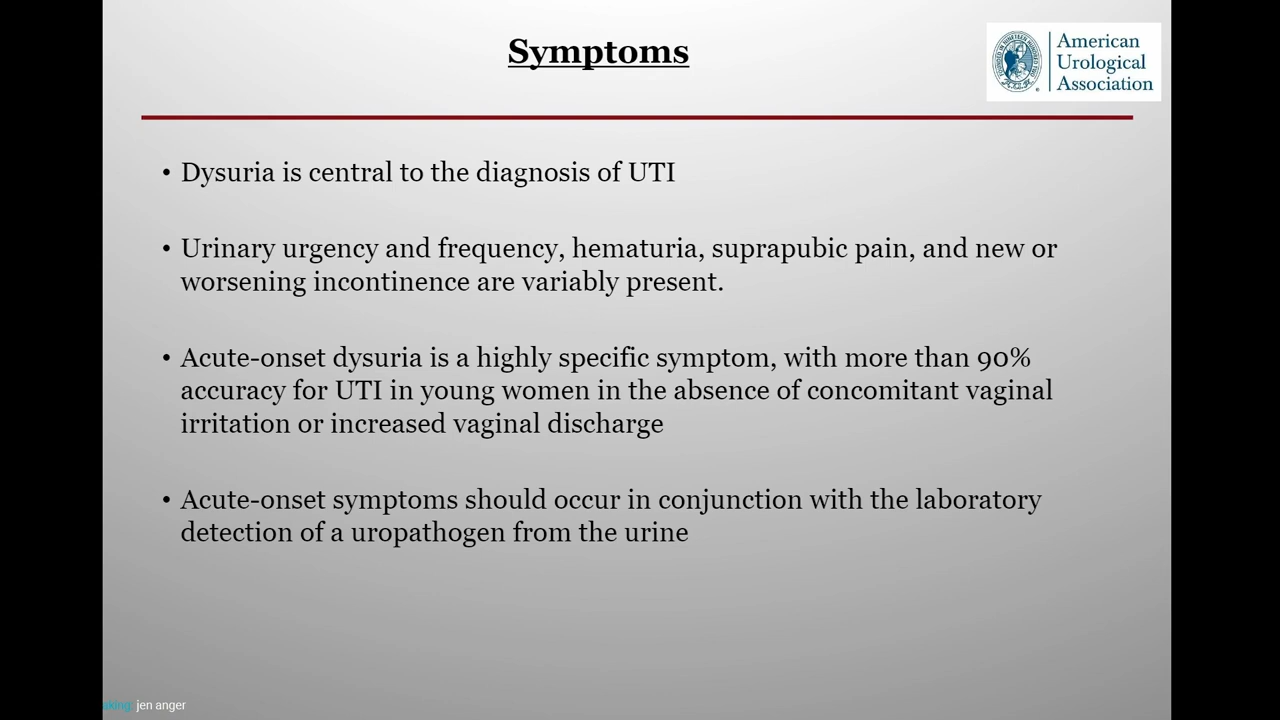 Symptoms
American
Urological
Association
• Dysuria is central to the diagnosis of UTI
• Urinary urgency and frequency, hematuria, suprapubic pain, and new or
worsening incontinence are variably present.
• Acute-onset dysuria is a highly specific symptom, with more than 90%
accuracy for UTI in young women in the absence of concomitant vaginal
irritation or increased vaginal discharge
• Acute-onset symptoms should occur in conjunction with the laboratory
detection of a uropathogen from the urine
aking: jen anger